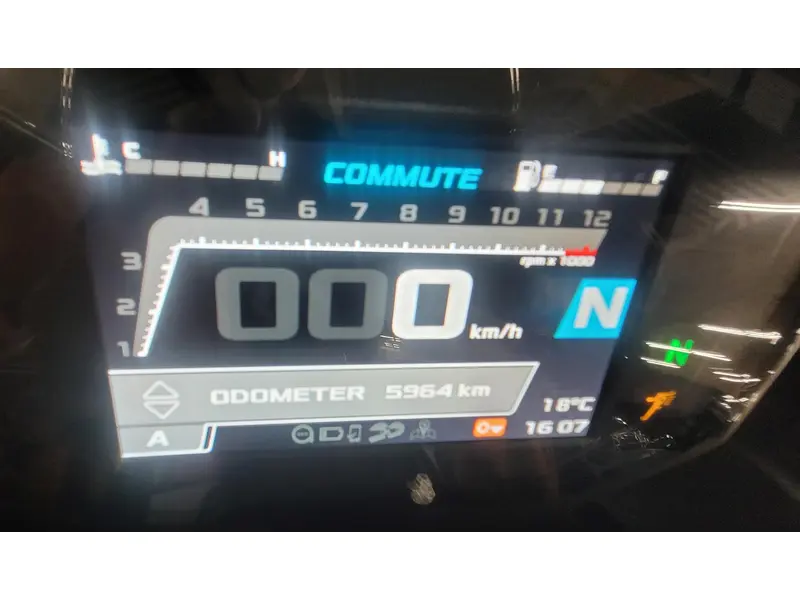 C H COMMUTE E F
4 5 6 7 8 9 10 11 12
3 rpm x 1000
000 km/h N
2
1
N
ODOMETER 5964 km
18°C
A 16 07